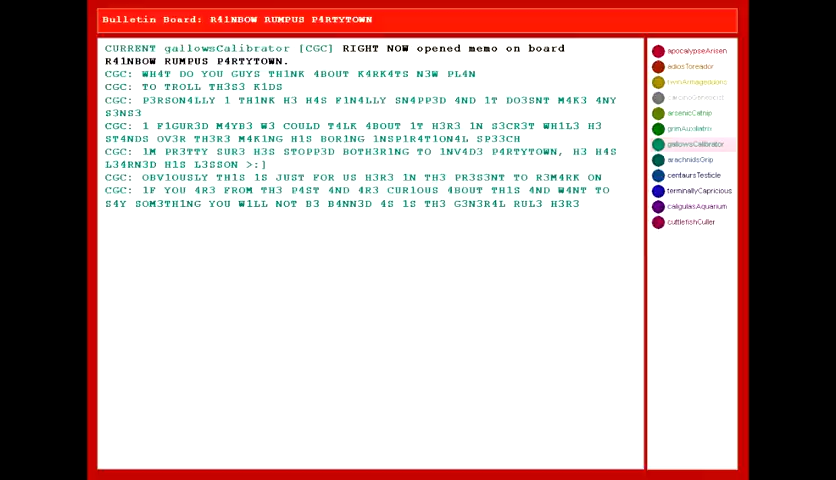 Bulletin Board: R41NBOW RUMPUS P4RTYTOWN
CURRENT gallowsCalibrator [CGC] RIGHT NOW opened memo on board
R41NBOW RUMPUS P4RTYTOWN.
CGC: WH4T DO YOU GUYS TH1NK 4BOUT K4RK4TS N3W PL4N
CGC: TO TROLL TH3S3 K1DS
CGC: P3RSON4LLY 1 TH1NK H3 H4S F1N4LLY SN4PP3D 4ND 1T DO3SNT M4K3 4NY
S3NS3
CGC: 1 F1GUR3D M4YB3 W3 COULD T4LK 4BOUT 1T H3R3 1N S3CR3T WH1L3 H3
ST4NDS OV3R TH3R3 M4K1NG H1S BOR1NG 1NSP1R4T1ON4L SP33CH
CGC: 1M PR3TTY SUR3 H3S STOPP3D BOTH3R1NG TO 1NV4D3 P4RTYTOWN, H3 H4S
L34RN3D H1S L3SSON >:]
CGC: OBV1OUSLY TH1S 1S JUST FOR US H3R3 1N TH3 PR3S3NT TO R3M4RK ON
CGC: 1F YOU 4R3 FROM TH3 P4ST 4ND 4R3 CUR1OUS 4BOUT TH1S 4ND W4NT TO
S4Y SOM3TH1NG YOU W1LL NOT B3 B4NN3D 4S 1S TH3 G3N3R4L RUL3 H3R3
apocalypseArisen
adiosToreador
twinArmageddons
carcinoGeneticist
arsenicCatnip
grimAuxiliatrix
gallowsCalibrator
arachnidsGrip
centaursTesticle
terminallyCapricious
caligulasAquarium
cuttlefishCuller